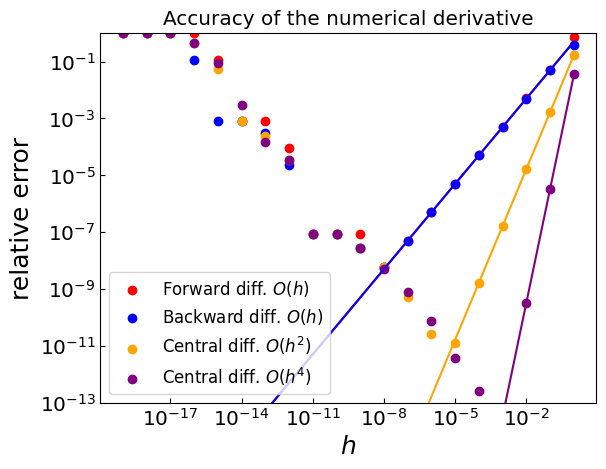 Accuracy of the numerical derivative
relative error
10⁻¹
10⁻³
10⁻⁵
10⁻⁷
10⁻⁹
10⁻¹¹
10⁻¹³
Forward diff. O(h)
Backward diff. O(h)
Central diff. O(h²)
Central diff. O(h⁴)
10⁻¹⁷ 10⁻¹⁴ 10⁻¹¹ 10⁻⁸ 10⁻⁵ 10⁻²
h